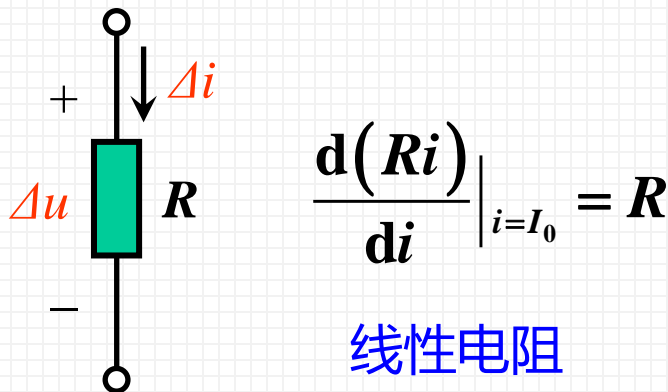 +
Δi
Δu
R
d(Ri)/di |i=I₀ = R
−
线性电阻